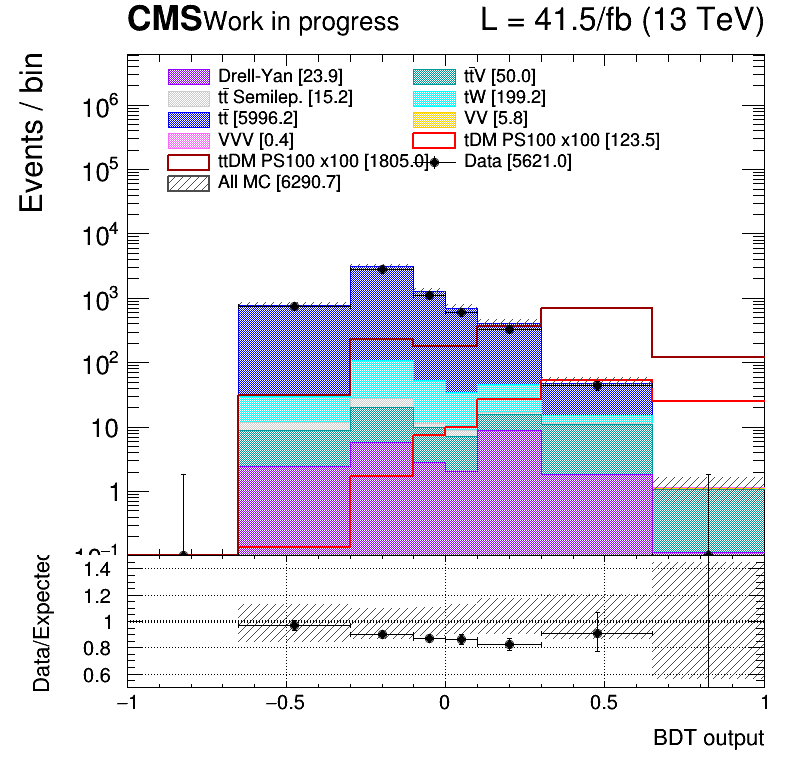 CMS Work in progress L = 41.5/fb (13 TeV)
Events / bin
Drell-Yan [23.9] tt̄V [50.0]
tt̄ Semilep. [15.2] tW [199.2]
tt̄ [5996.2] VV [5.8]
VVV [0.4] tDM PS100 x100 [123.5]
ttDM PS100 x100 [1805.0] Data [5621.0]
All MC [6290.7]
10⁶
10⁵
10⁴
10³
10²
10
1
10⁻¹
Data/Expected
1.4
1.2
1
0.8
0.6
−1 −0.5 0 0.5 1
BDT output